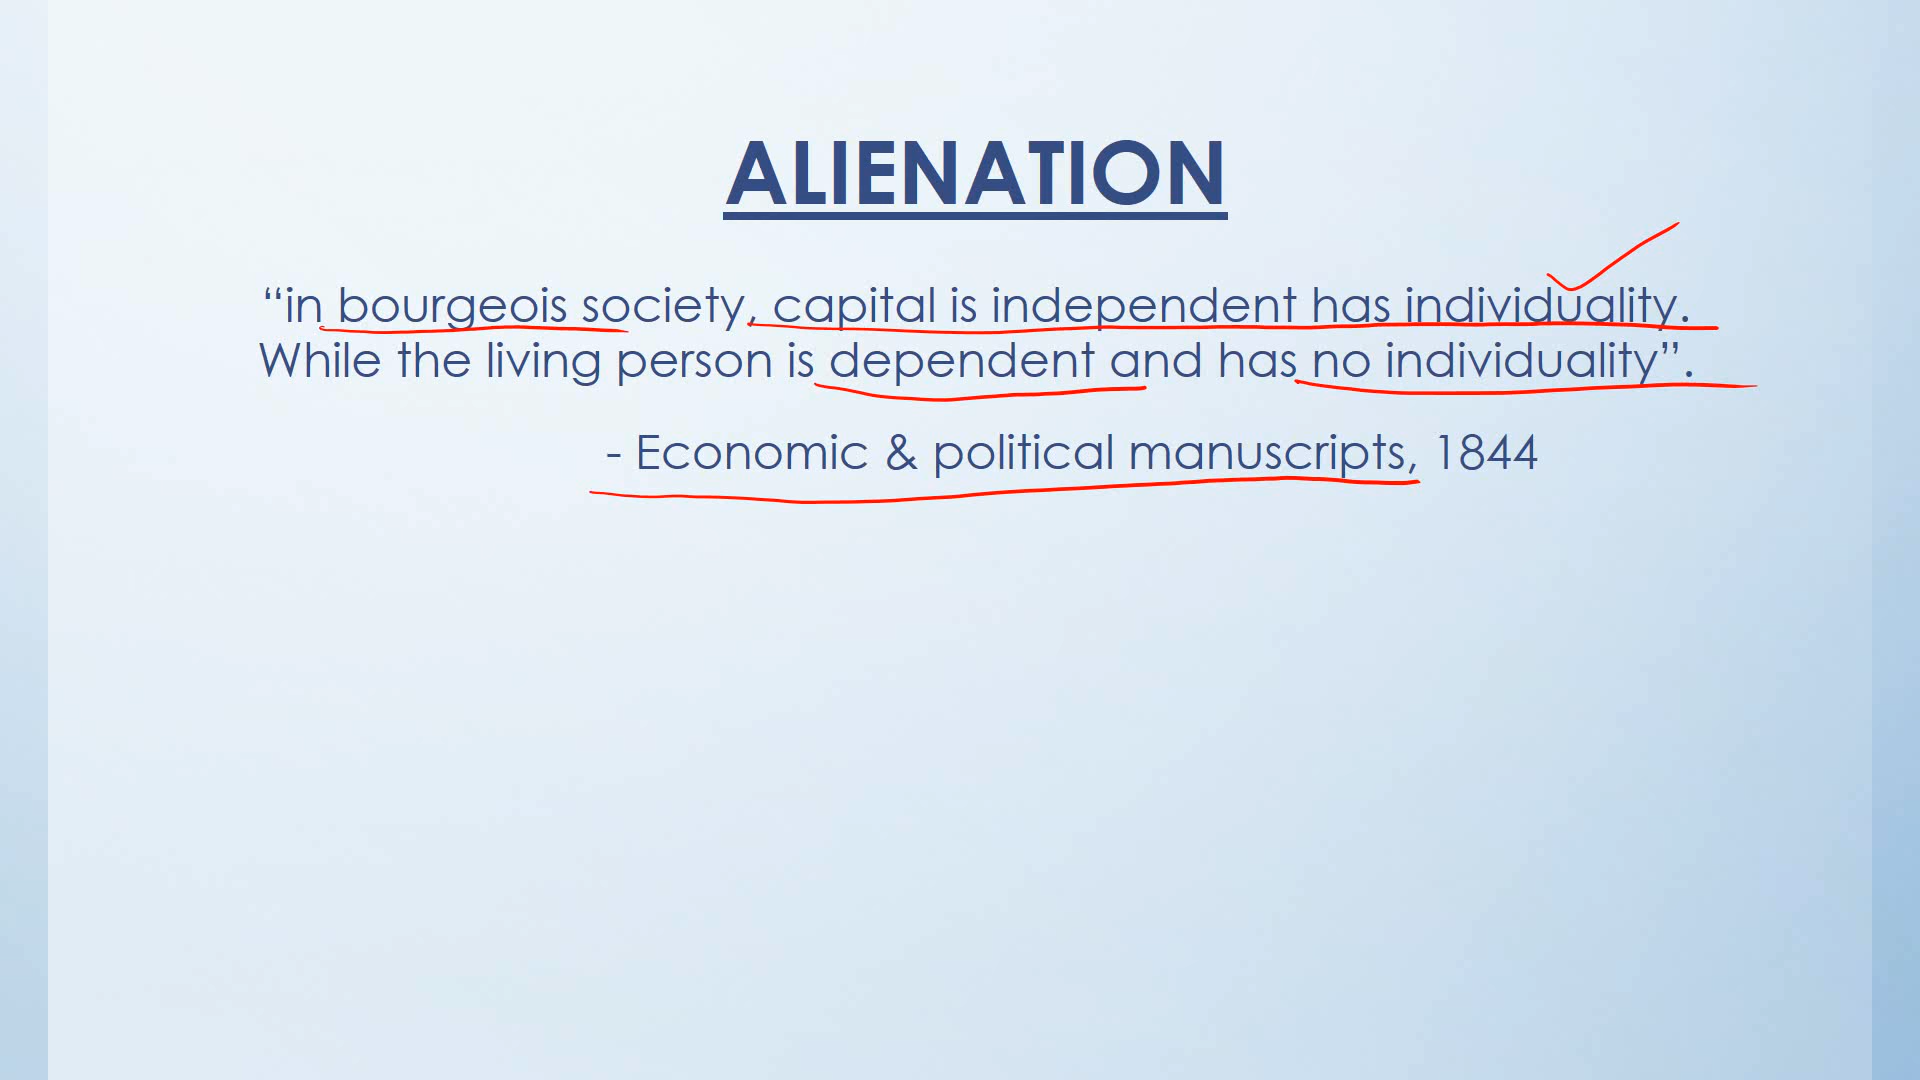 ALIENATION
“in bourgeois society, capital is independent has individuality.
While the living person is dependent and has no individuality”.
- Economic & political manuscripts, 1844